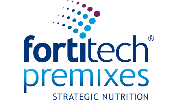 fortitech®
premixes
STRATEGIC NUTRITION